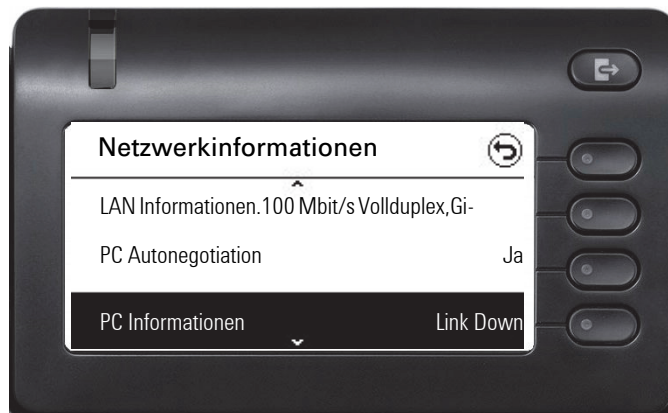 Netzwerkinformationen
LAN Informationen.100 Mbit/s Vollduplex,Gi-
PC Autonegotiation Ja
PC Informationen Link Down